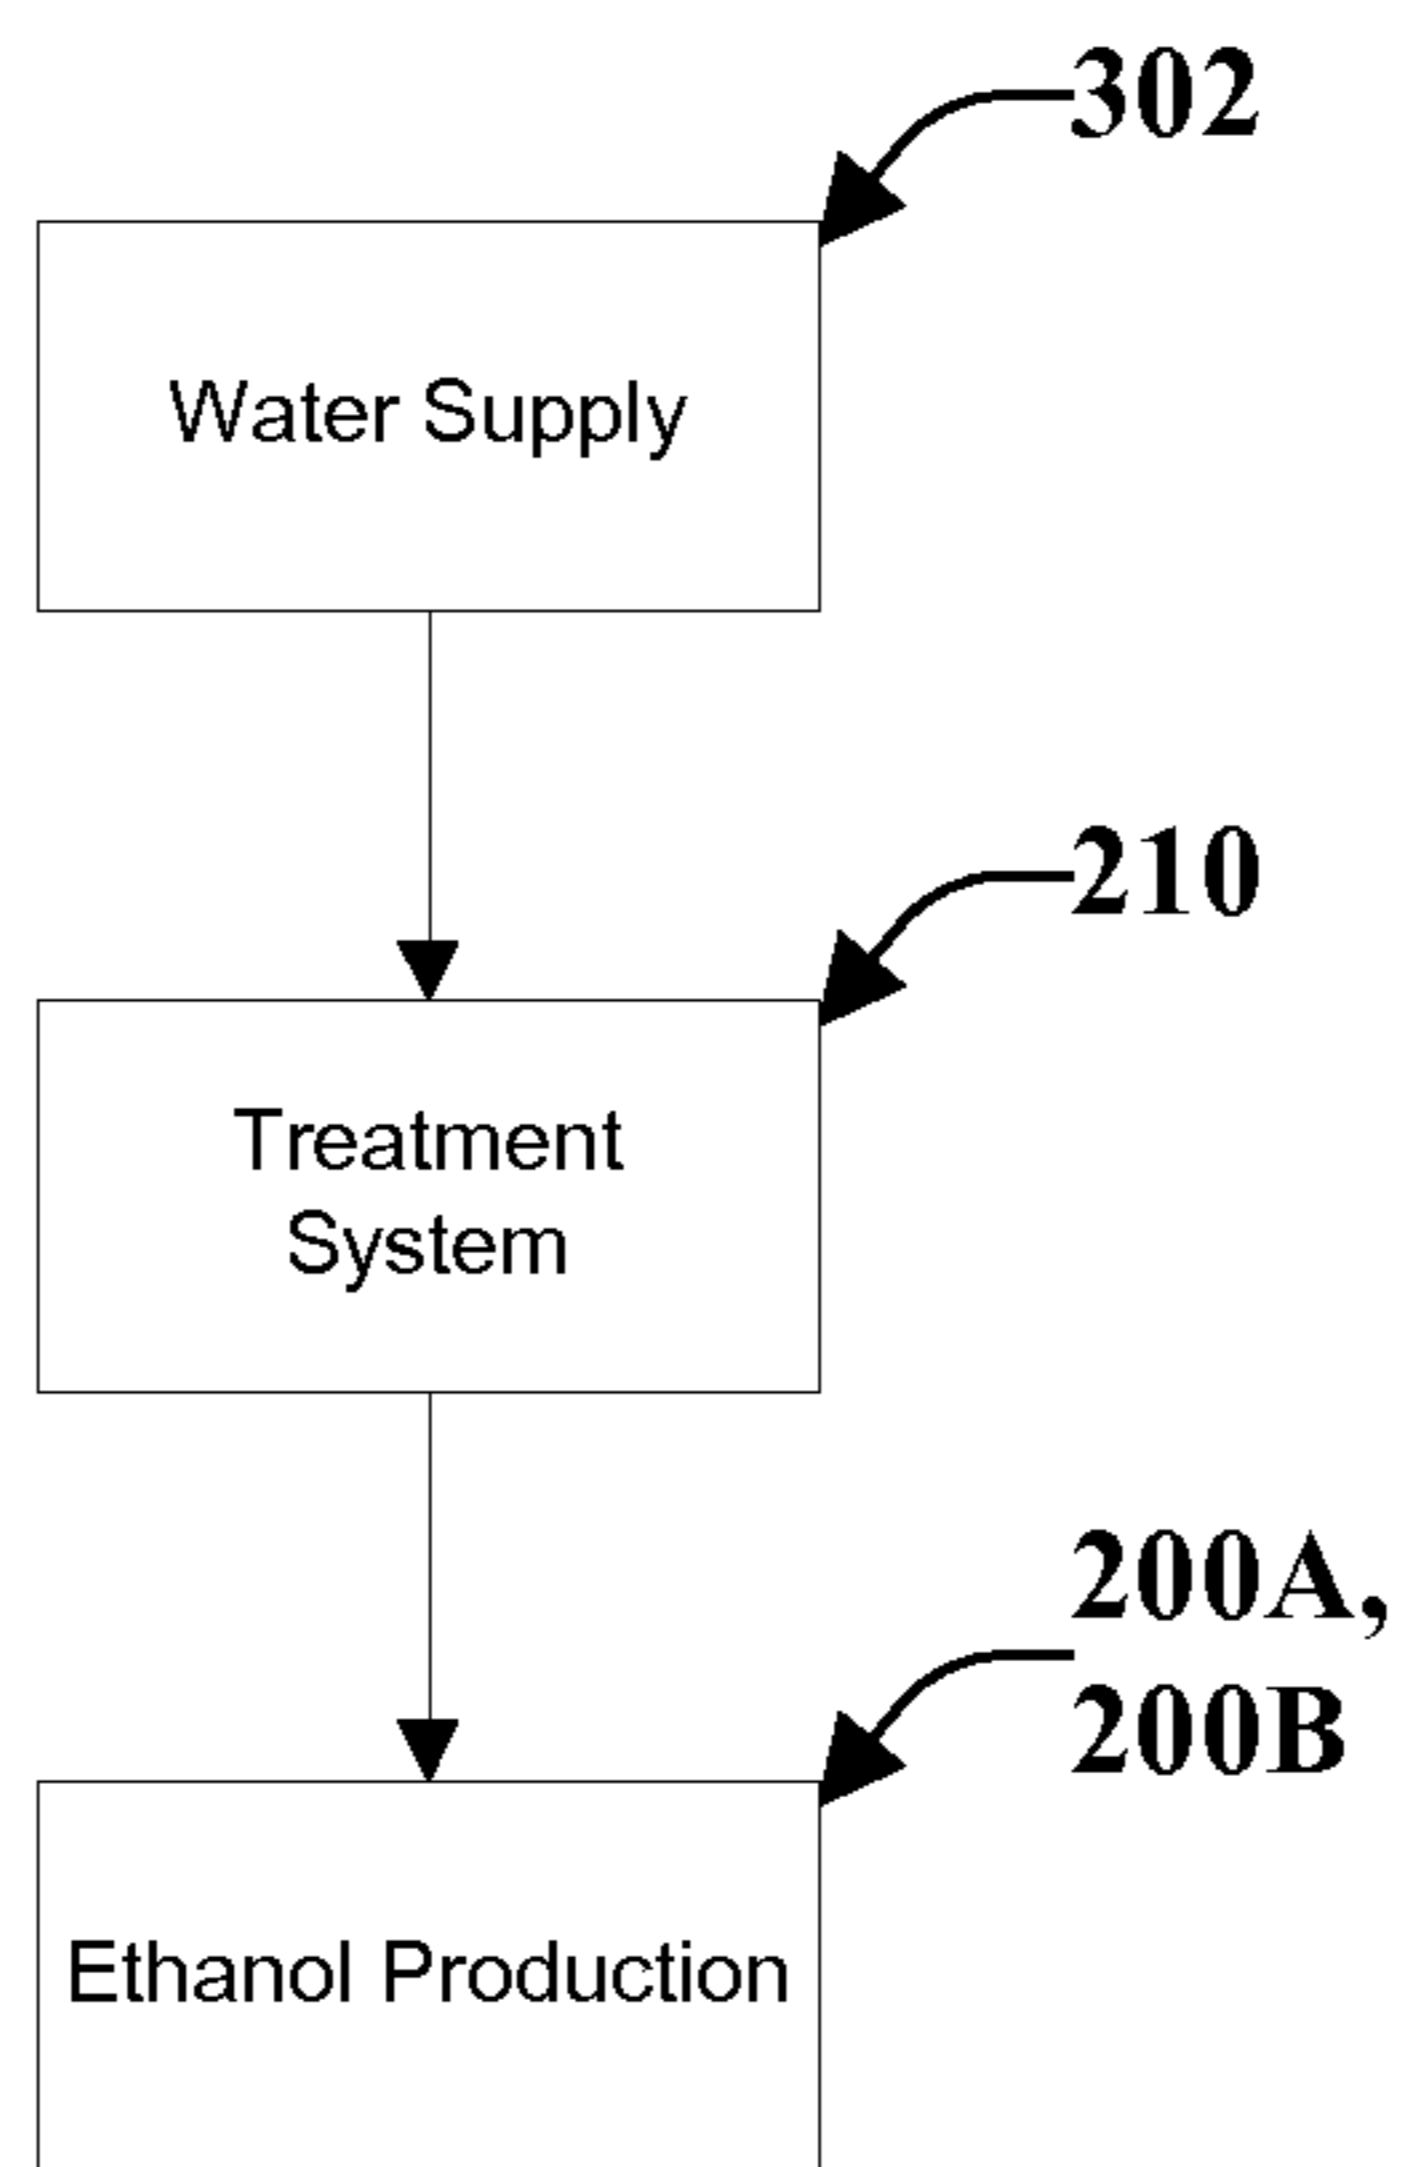 302
Water Supply
210
Treatment
System
200A,
200B
Ethanol Production